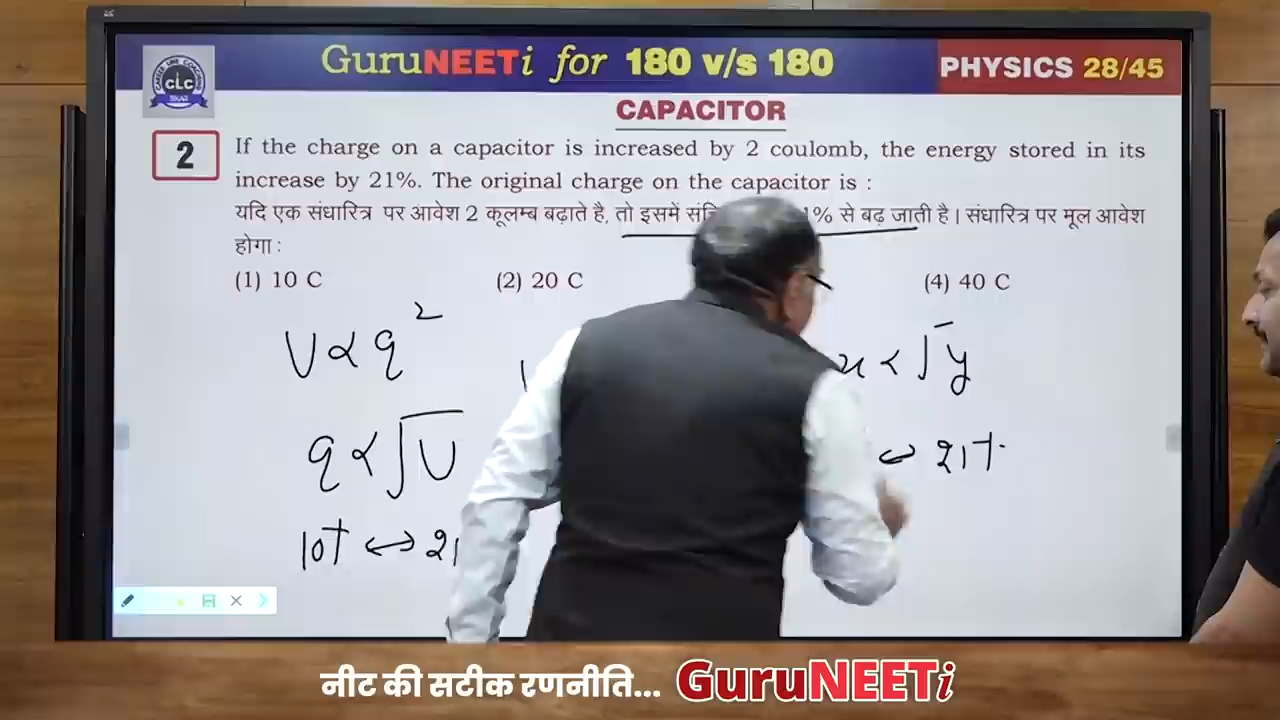 GuruNEETi for 180 v/s 180
PHYSICS 28/45
CLC
SIKAR
CAPACITOR
2
If the charge on a capacitor is increased by 2 coulomb, the energy stored in its
increase by 21%. The original charge on the capacitor is :
यदि एक संधारित्र पर आवेश 2 कूलम्ब बढ़ाते है, तो इसमें 1% से बढ़ जाती है। संधारित्र पर मूल आवेश
होगा :
(1) 10 C (2) 20 C (4) 40 C
U ∝ q²
x ∝ √y
q ∝ √U
↔ 21%
10% ↔ 21
नीट की सटीक रणनीति... GuruNEETi